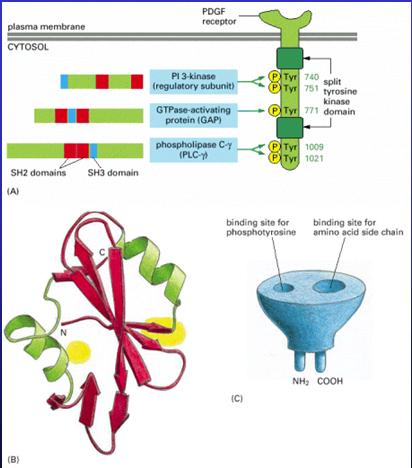 PDGF
receptor
plasma membrane
CYTOSOL
PI 3-kinase
(regulatory subunit)
P Tyr 740
P Tyr 751
split
tyrosine
kinase
domain
GTPase-activating
protein (GAP)
P Tyr 771
phospholipase C-γ
(PLC-γ)
P Tyr 1009
P Tyr 1021
SH2 domains
SH3 domain
(A)
C
N
(B)
binding site for
phosphotyrosine
binding site for
amino acid side chain
NH2 COOH
(C)